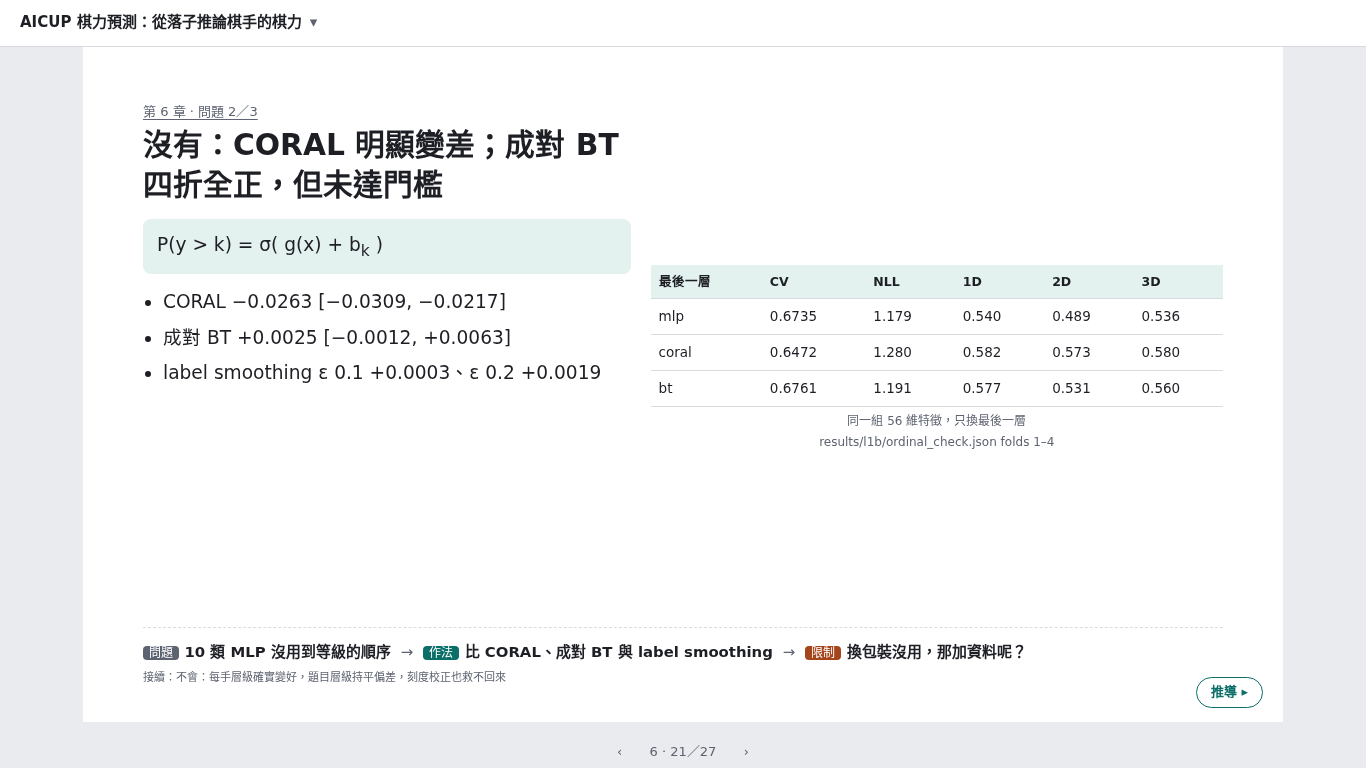 AICUP 棋力預測：從落子推論棋手的棋力 ▾
第 6 章 · 問題 2／3
沒有：CORAL 明顯變差；成對 BT
四折全正，但未達門檻
P(y > k) = σ( g(x) + bk )
• CORAL −0.0263 [−0.0309, −0.0217]
• 成對 BT +0.0025 [−0.0012, +0.0063]
• label smoothing ε 0.1 +0.0003、ε 0.2 +0.0019
最後一層 CV NLL 1D 2D 3D
mlp 0.6735 1.179 0.540 0.489 0.536
coral 0.6472 1.280 0.582 0.573 0.580
bt 0.6761 1.191 0.577 0.531 0.560
同一組 56 維特徵，只換最後一層
results/l1b/ordinal_check.json folds 1–4
問題 10 類 MLP 沒用到等級的順序 → 作法 比 CORAL、成對 BT 與 label smoothing → 限制 換包裝沒用，那加資料呢？
接續：不會：每手層級確實變好，題目層級持平偏差，刻度校正也救不回來
推導 ▸
‹ 6 · 21／27 ›